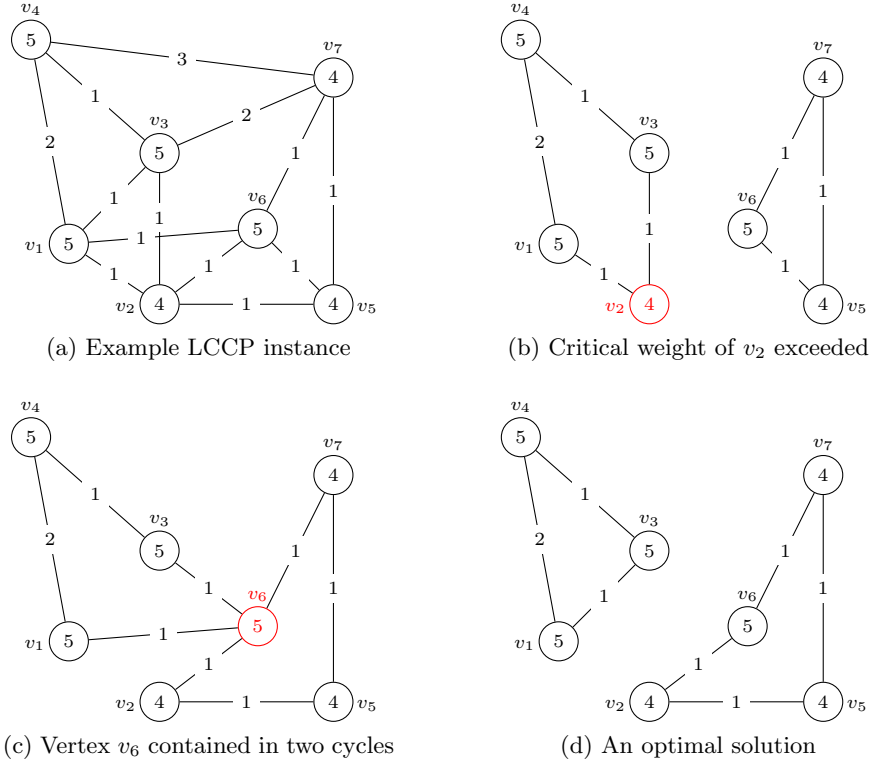 v4
5
v7
4
3
1
2
2
v3
5
1
1
1
v6
5
v1
5
1
1
1
1
v2
4
1
4
v5
(a) Example LCCP instance
v4
5
v7
4
1
2
v3
5
1
1
v6
5
v1
5
1
1
1
v2
4
4
v5
(b) Critical weight of v2 exceeded
v4
5
v7
4
1
2
v3
5
1
1
1
v6
5
v1
5
1
1
v2
4
1
4
v5
(c) Vertex v6 contained in two cycles
v4
5
v7
4
1
2
v3
5
1
1
1
v6
5
v1
5
1
v2
4
1
4
v5
(d) An optimal solution